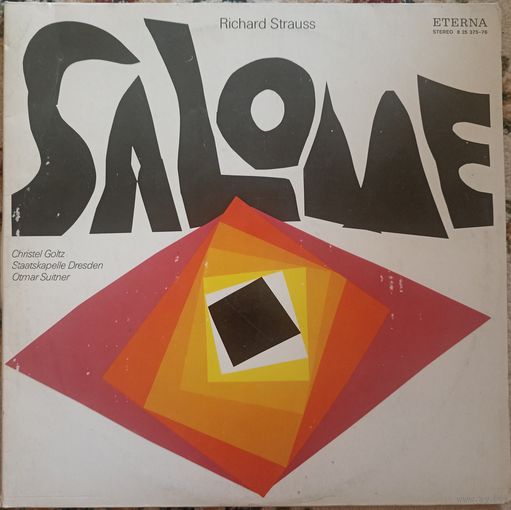 Richard Strauss
ETERNA
STEREO 8 25 375-76
SALOME
Christel Goltz
Staatskapelle Dresden
Otmar Suitner